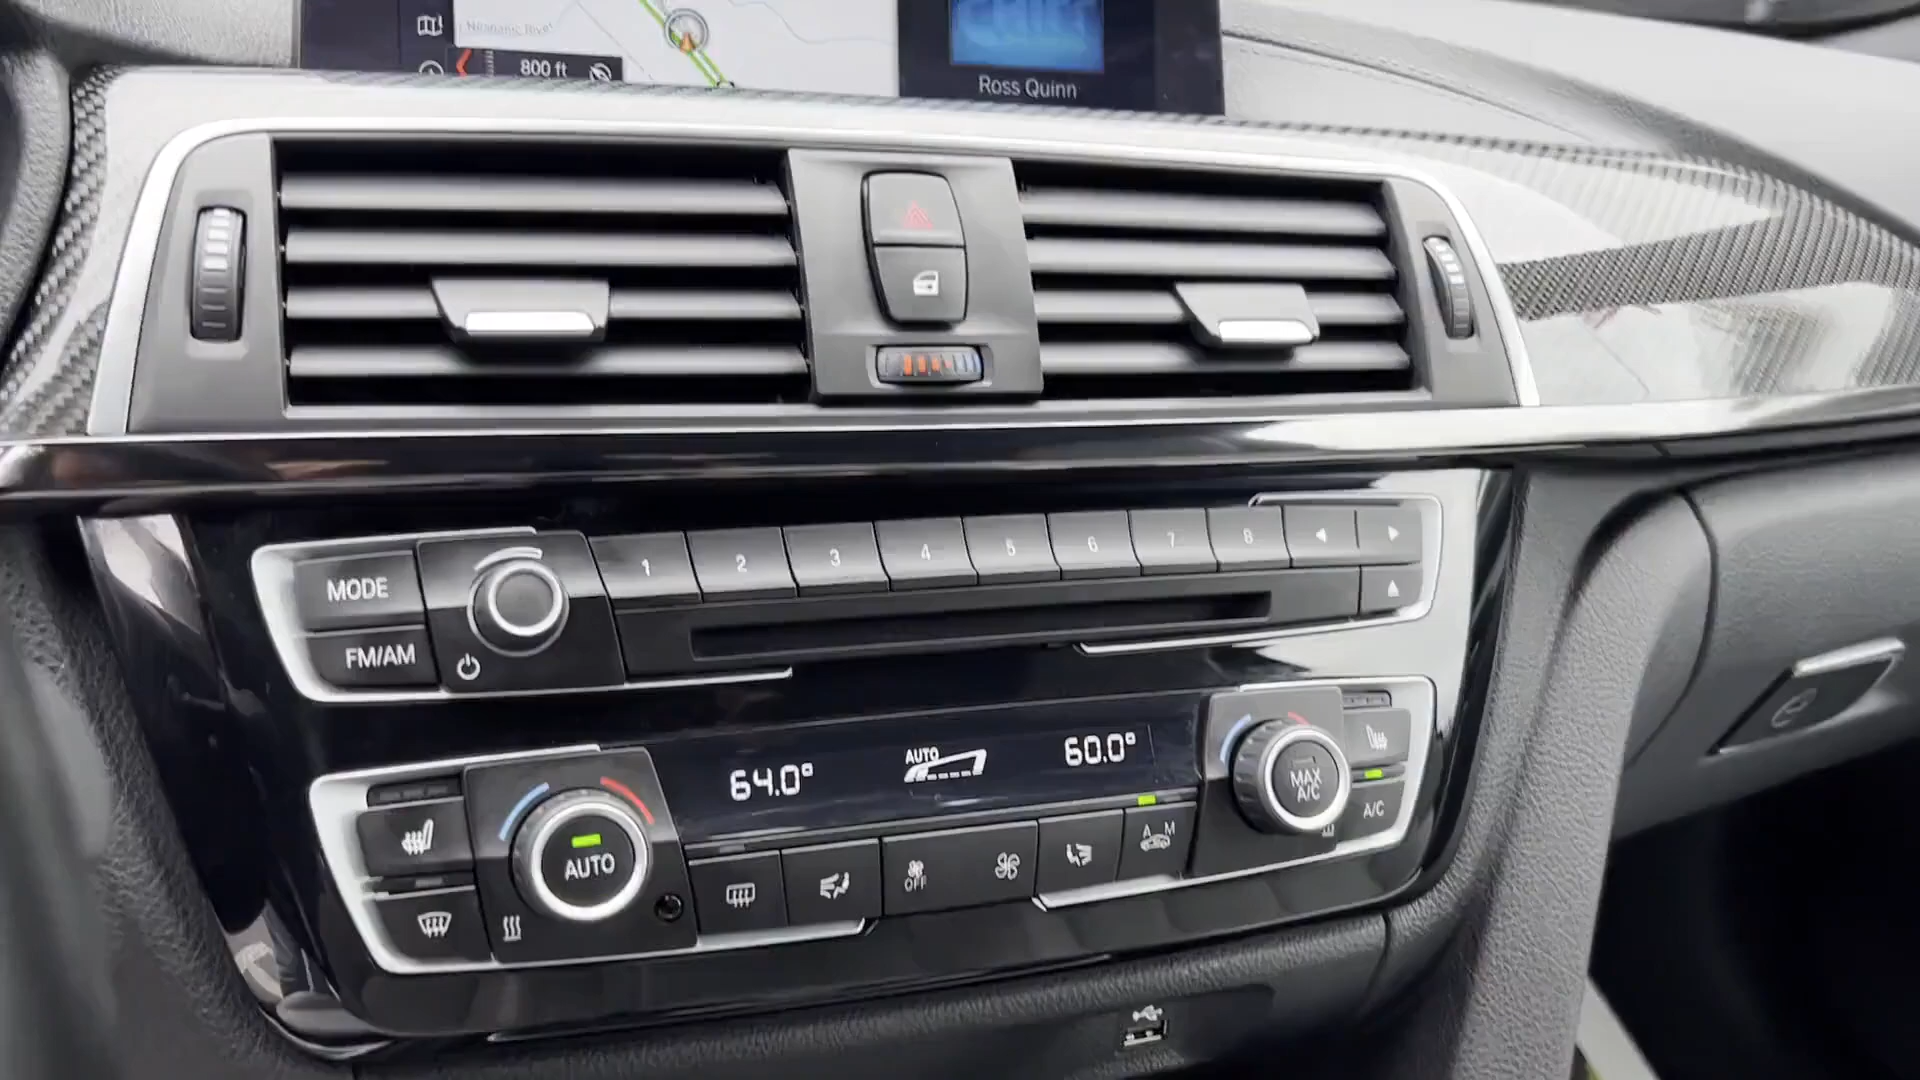 800 ft
Ross Quinn
MODE
1 2 3 4 5 6 7 8
FM/AM
64.0° AUTO 60.0°
MAX
A/C
A/C
AUTO
OFF
A M